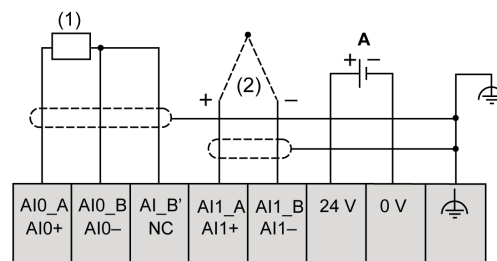 (1)
A
+ −
+ (2) −
AI0_A AI0_B AI_B' AI1_A AI1_B 24 V 0 V
AI0+ AI0– NC AI1+ AI1–